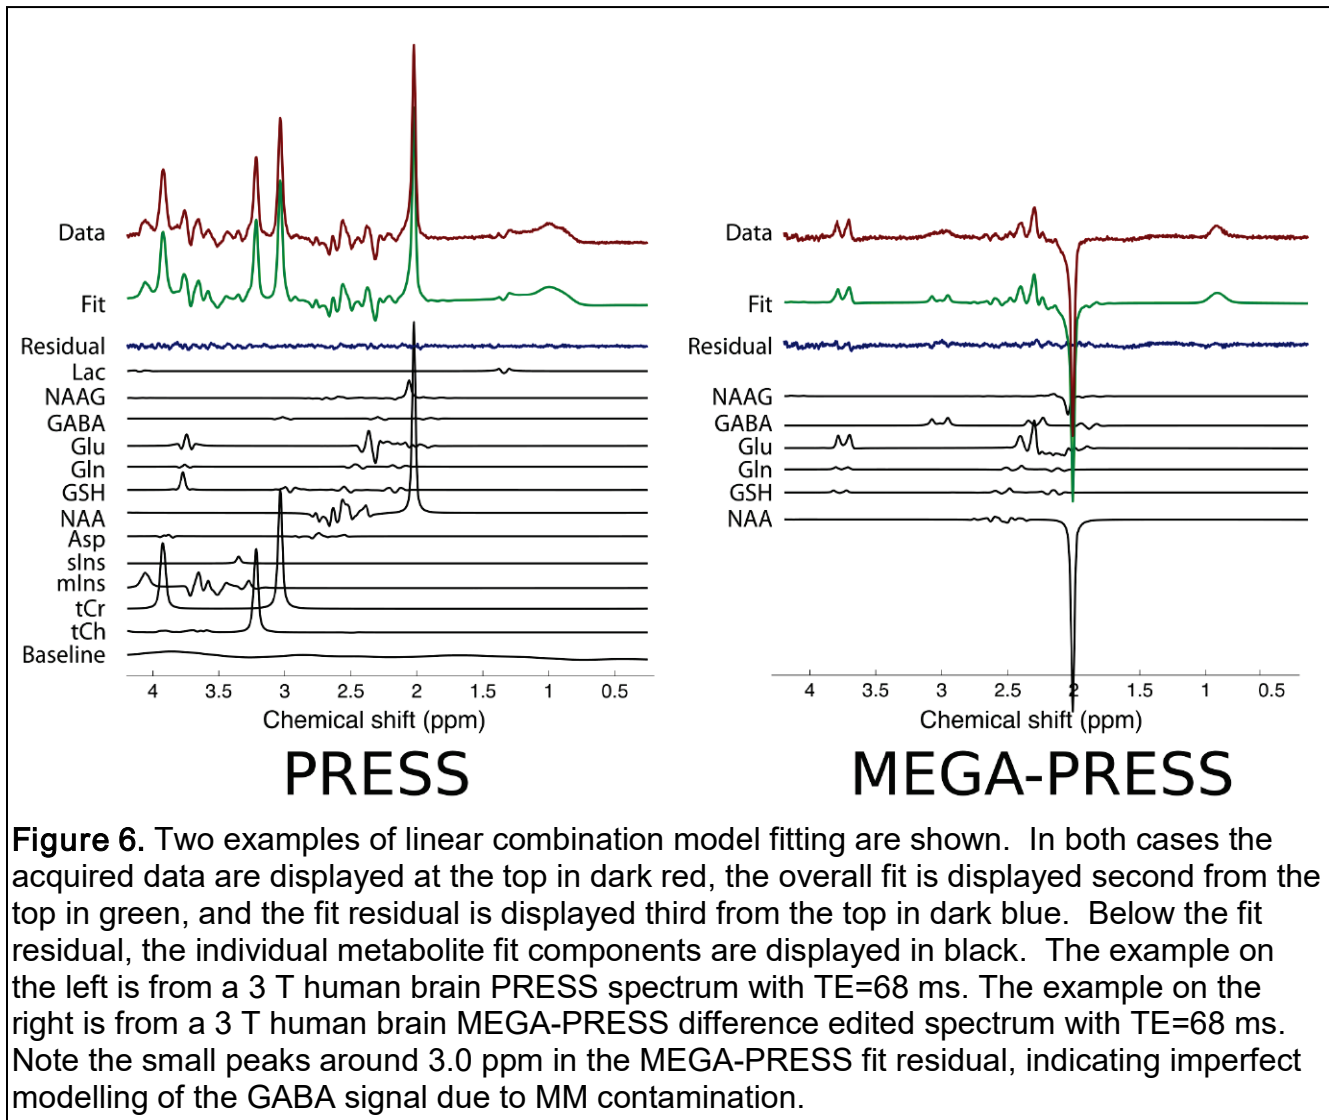 Data
Fit
Residual
Lac
NAAG
GABA
Glu
Gln
GSH
NAA
Asp
sIns
mIns
tCr
tCh
Baseline
4 3.5 3 2.5 2 1.5 1 0.5
Chemical shift (ppm)
PRESS
Data
Fit
Residual
NAAG
GABA
Glu
Gln
GSH
NAA
4 3.5 3 2.5 2 1.5 1 0.5
Chemical shift (ppm)
MEGA-PRESS
Figure 6. Two examples of linear combination model fitting are shown. In both cases the
acquired data are displayed at the top in dark red, the overall fit is displayed second from the
top in green, and the fit residual is displayed third from the top in dark blue. Below the fit
residual, the individual metabolite fit components are displayed in black. The example on
the left is from a 3 T human brain PRESS spectrum with TE=68 ms. The example on the
right is from a 3 T human brain MEGA-PRESS difference edited spectrum with TE=68 ms.
Note the small peaks around 3.0 ppm in the MEGA-PRESS fit residual, indicating imperfect
modelling of the GABA signal due to MM contamination.